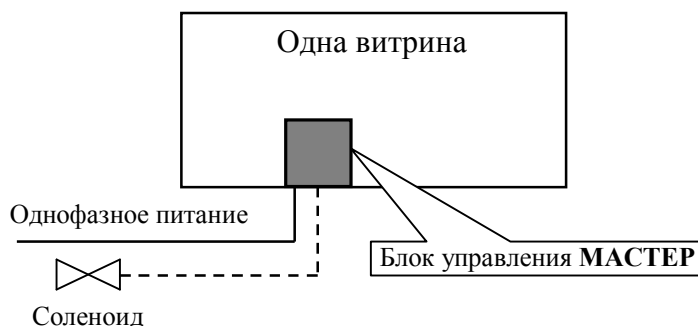 Одна витрина
Однофазное питание
Блок управления МАСТЕР
Соленоид